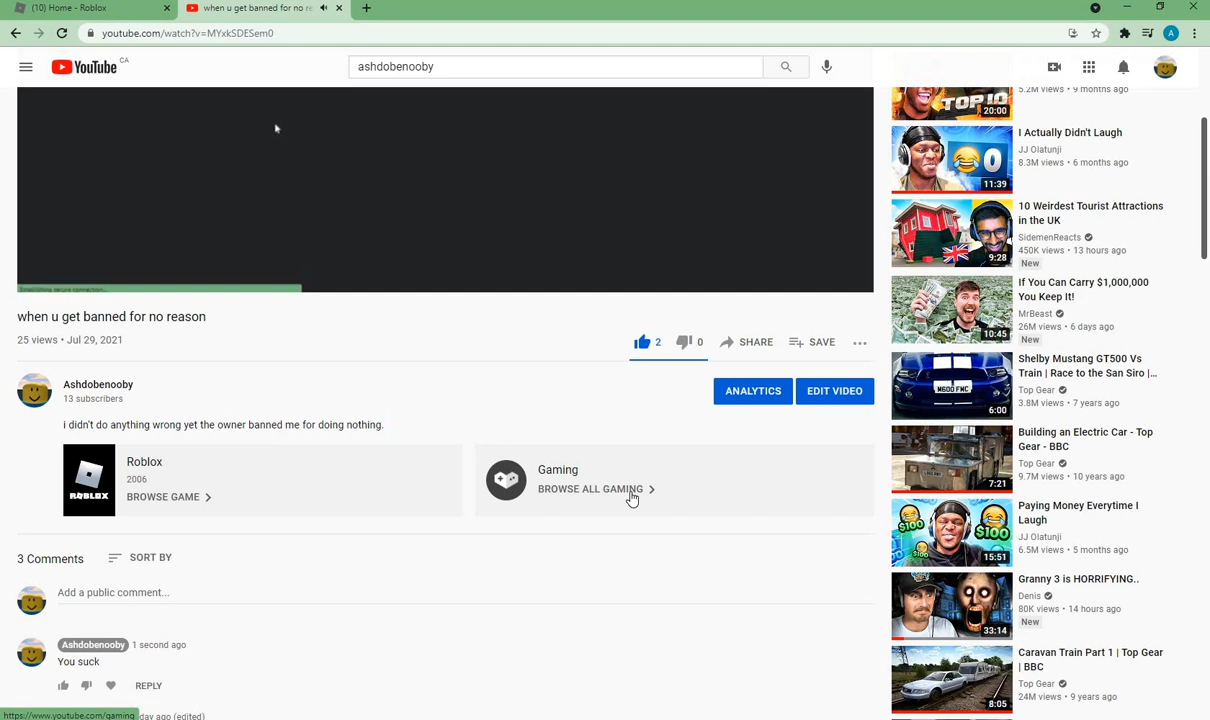 (10) Home - Roblox
when u get banned for no re
youtube.com/watch?v=MYxkSDESem0
A
YouTube CA
ashdobenooby
when u get banned for no reason
25 views • Jul 29, 2021
2
0
SHARE
SAVE
Ashdobenooby
13 subscribers
ANALYTICS
EDIT VIDEO
i didn't do anything wrong yet the owner banned me for doing nothing.
ROBLOX
Roblox
2006
BROWSE GAME
Gaming
BROWSE ALL GAMING
3 Comments
SORT BY
Add a public comment...
Ashdobenooby 1 second ago
You suck
REPLY
https://www.youtube.com/gaming
day ago (edited)
TOP 10
20:00
5.2M views • 9 months ago
0
11:39
I Actually Didn't Laugh
JJ Olatunji
8.3M views • 6 months ago
9:28
10 Weirdest Tourist Attractions
in the UK
SidemenReacts
450K views • 13 hours ago
New
10:45
If You Can Carry $1,000,000
You Keep It!
MrBeast
26M views • 6 days ago
New
6:00
Shelby Mustang GT500 Vs
Train | Race to the San Siro |...
Top Gear
3.8M views • 7 years ago
7:21
Building an Electric Car - Top
Gear - BBC
Top Gear
9.7M views • 10 years ago
$100
$100
15:51
Paying Money Everytime I
Laugh
JJ Olatunji
6.5M views • 5 months ago
33:14
Granny 3 is HORRIFYING..
Denis
80K views • 14 hours ago
New
8:05
Caravan Train Part 1 | Top Gear
| BBC
Top Gear
24M views • 9 years ago